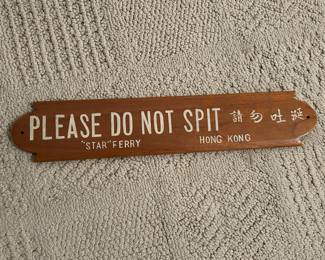 PLEASE DO NOT SPIT 請勿吐涎
"STAR" FERRY HONG KONG